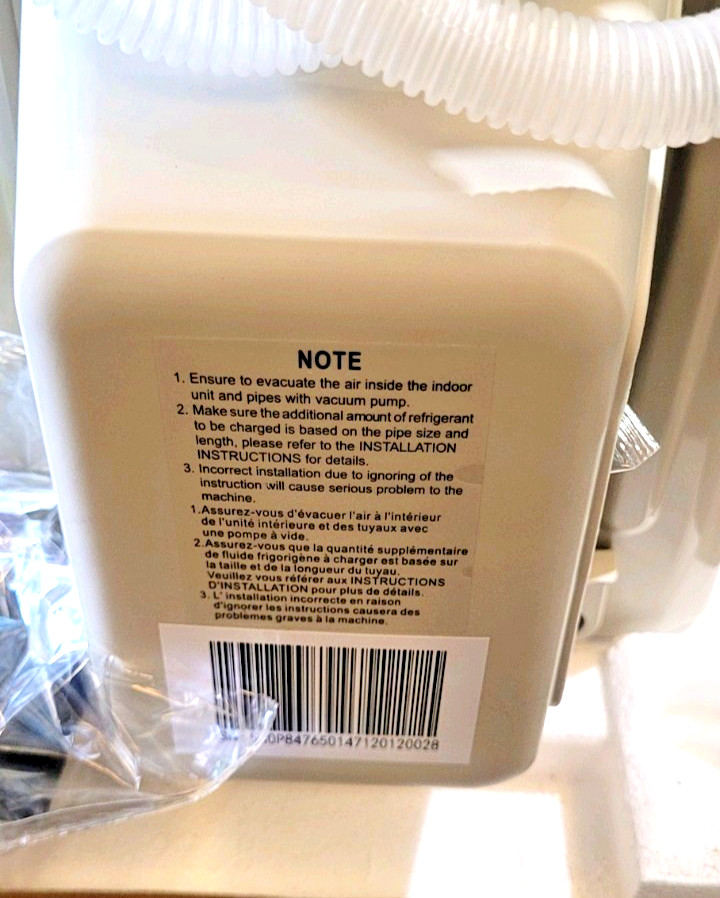 NOTE
1. Ensure to evacuate the air inside the indoor
unit and pipes with vacuum pump.
2. Make sure the additional amount of refrigerant
to be charged is based on the pipe size and
length, please refer to the INSTALLATION
INSTRUCTIONS for details.
3. Incorrect installation due to ignoring of the
instruction will cause serious problem to the
machine.
1.Assurez-vous d'évacuer l'air à l'intérieur
de l'unité intérieure et des tuyaux avec
une pompe à vide.
2.Assurez-vous que la quantité supplémentaire
de fluide frigorigène à charger est basée sur
la taille et de la longueur du tuyau.
Veuillez vous référer aux INSTRUCTIONS
D'INSTALLATION pour plus de détails.
3. L' installation incorrecte en raison
d'ignorer les instructions causera des
problemes graves à la machine.